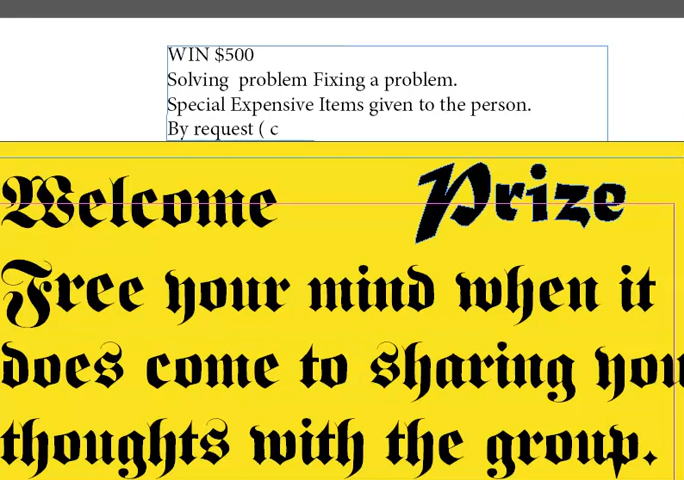 WIN $500
Solving  problem Fixing a problem.
Special Expensive Items given to the person.
By request ( c
Welcome Prize
Free your mind when it
does come to sharing you
thoughts with the group.